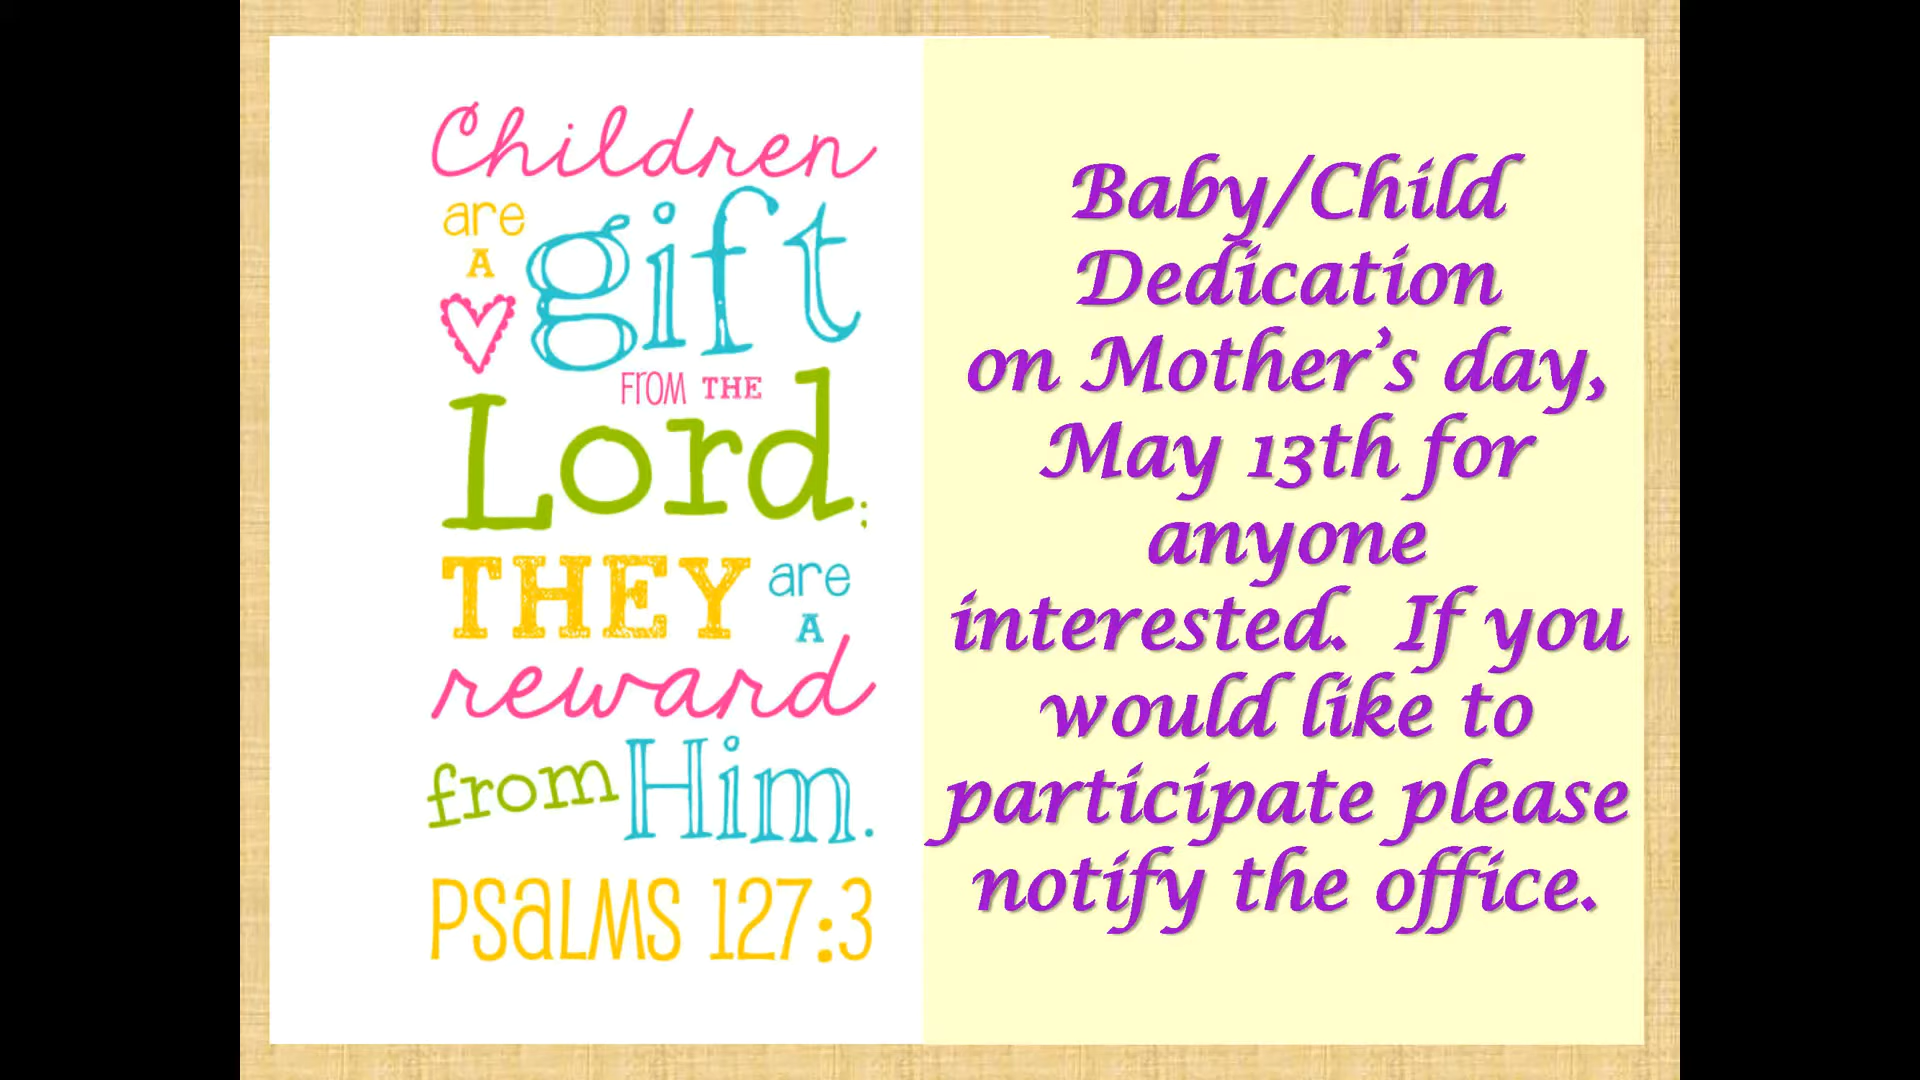 Children
are
A
gift
FROM THE
Lord;
THEY are
A
reward
from Him.
PSALMS 127:3
Baby/Child
Dedication
on Mother's day,
May 13th for
anyone
interested. If you
would like to
participate please
notify the office.